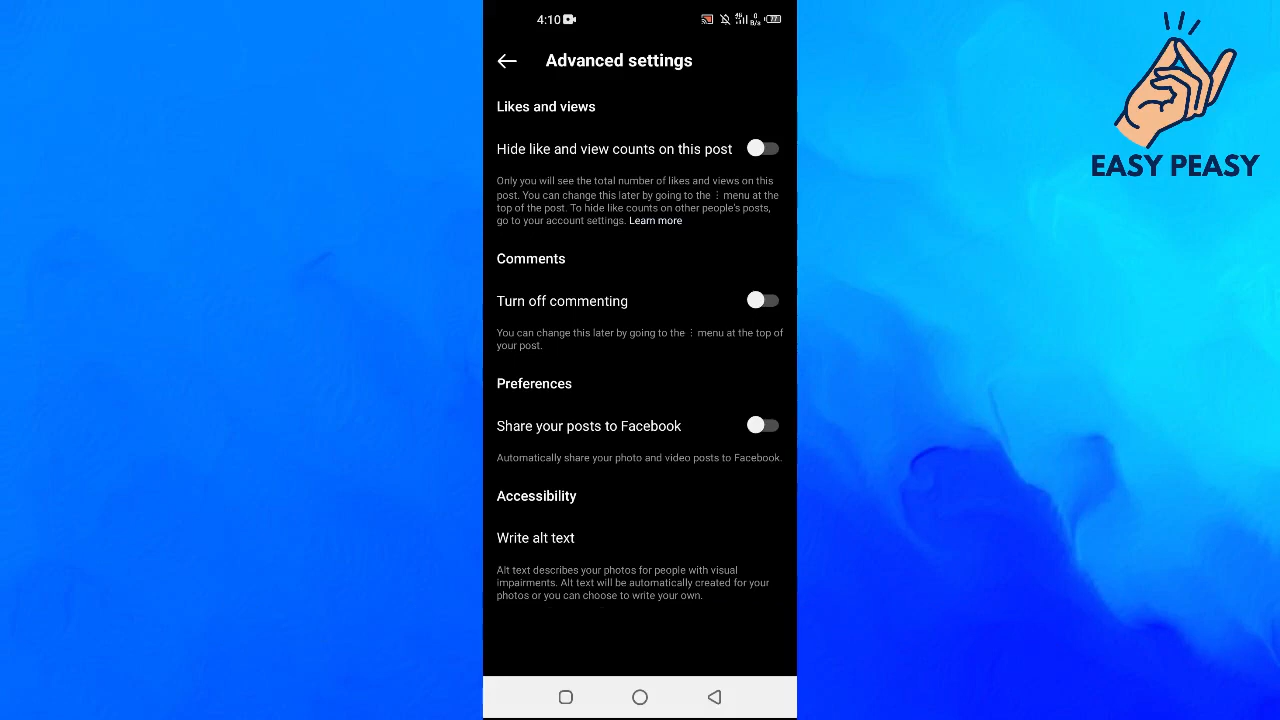 4:10
4G
0
B/s
77
EASY PEASY
Advanced settings
Likes and views
Hide like and view counts on this post
Only you will see the total number of likes and views on this
post. You can change this later by going to the ⋮ menu at the
top of the post. To hide like counts on other people's posts,
go to your account settings. Learn more
Comments
Turn off commenting
You can change this later by going to the ⋮ menu at the top of
your post.
Preferences
Share your posts to Facebook
Automatically share your photo and video posts to Facebook.
Accessibility
Write alt text
Alt text describes your photos for people with visual
impairments. Alt text will be automatically created for your
photos or you can choose to write your own.